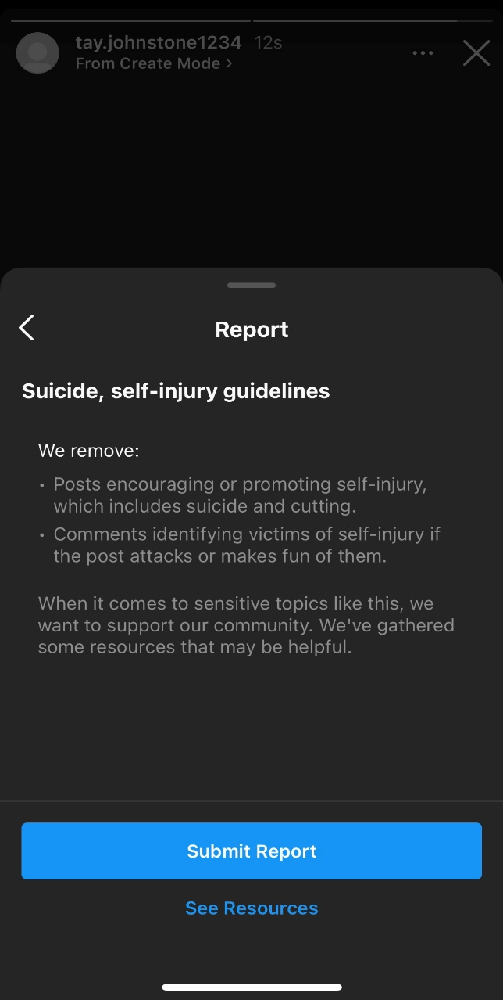 tay.johnstone1234 12s
From Create Mode >
Report
Suicide, self-injury guidelines
We remove:
• Posts encouraging or promoting self-injury,
which includes suicide and cutting.
• Comments identifying victims of self-injury if
the post attacks or makes fun of them.
When it comes to sensitive topics like this, we
want to support our community. We've gathered
some resources that may be helpful.
Submit Report
See Resources